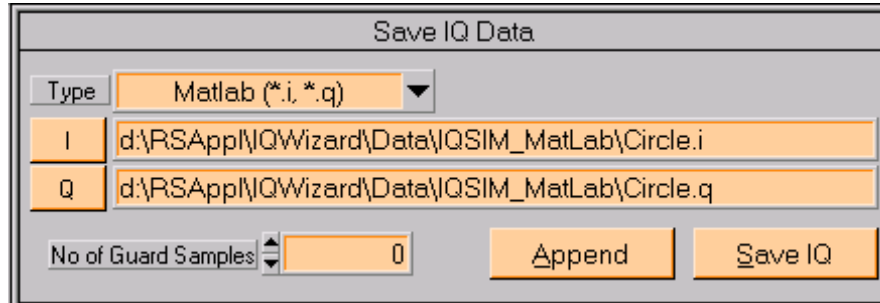 Save IQ Data
Type Matlab (*.i, *.q)
I d:\RSAppl\IQWizard\Data\IQSIM_MatLab\Circle.i
Q d:\RSAppl\IQWizard\Data\IQSIM_MatLab\Circle.q
No of Guard Samples 0 Append Save IQ